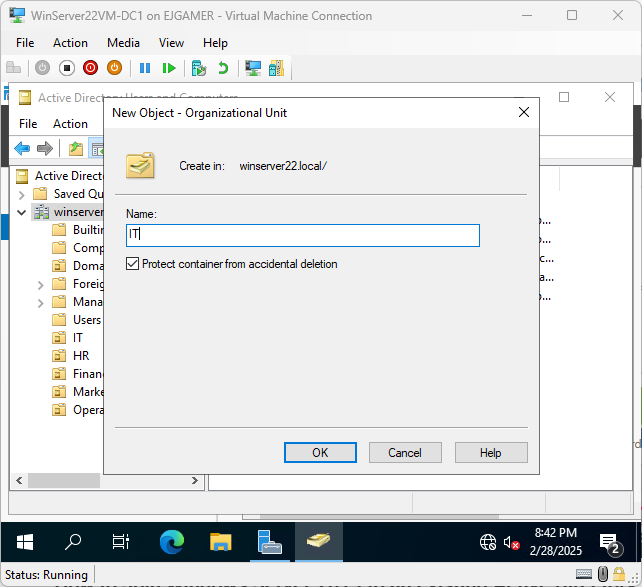 WinServer22VM-DC1 on EJGAMER - Virtual Machine Connection
File Action Media View Help
Active Directory Users and Computers
File Action
New Object - Organizational Unit
Create in: winserver22.local/
Name:
IT
Protect container from accidental deletion
OK Cancel Help
Active Direct
Saved Qu
winserver
Builtin
Comp
Doma
Foreig
Mana
Users
IT
HR
Finan
Marke
Opera
o...
o...
c...
a...
o...
8:42 PM
2/28/2025
2
Status: Running